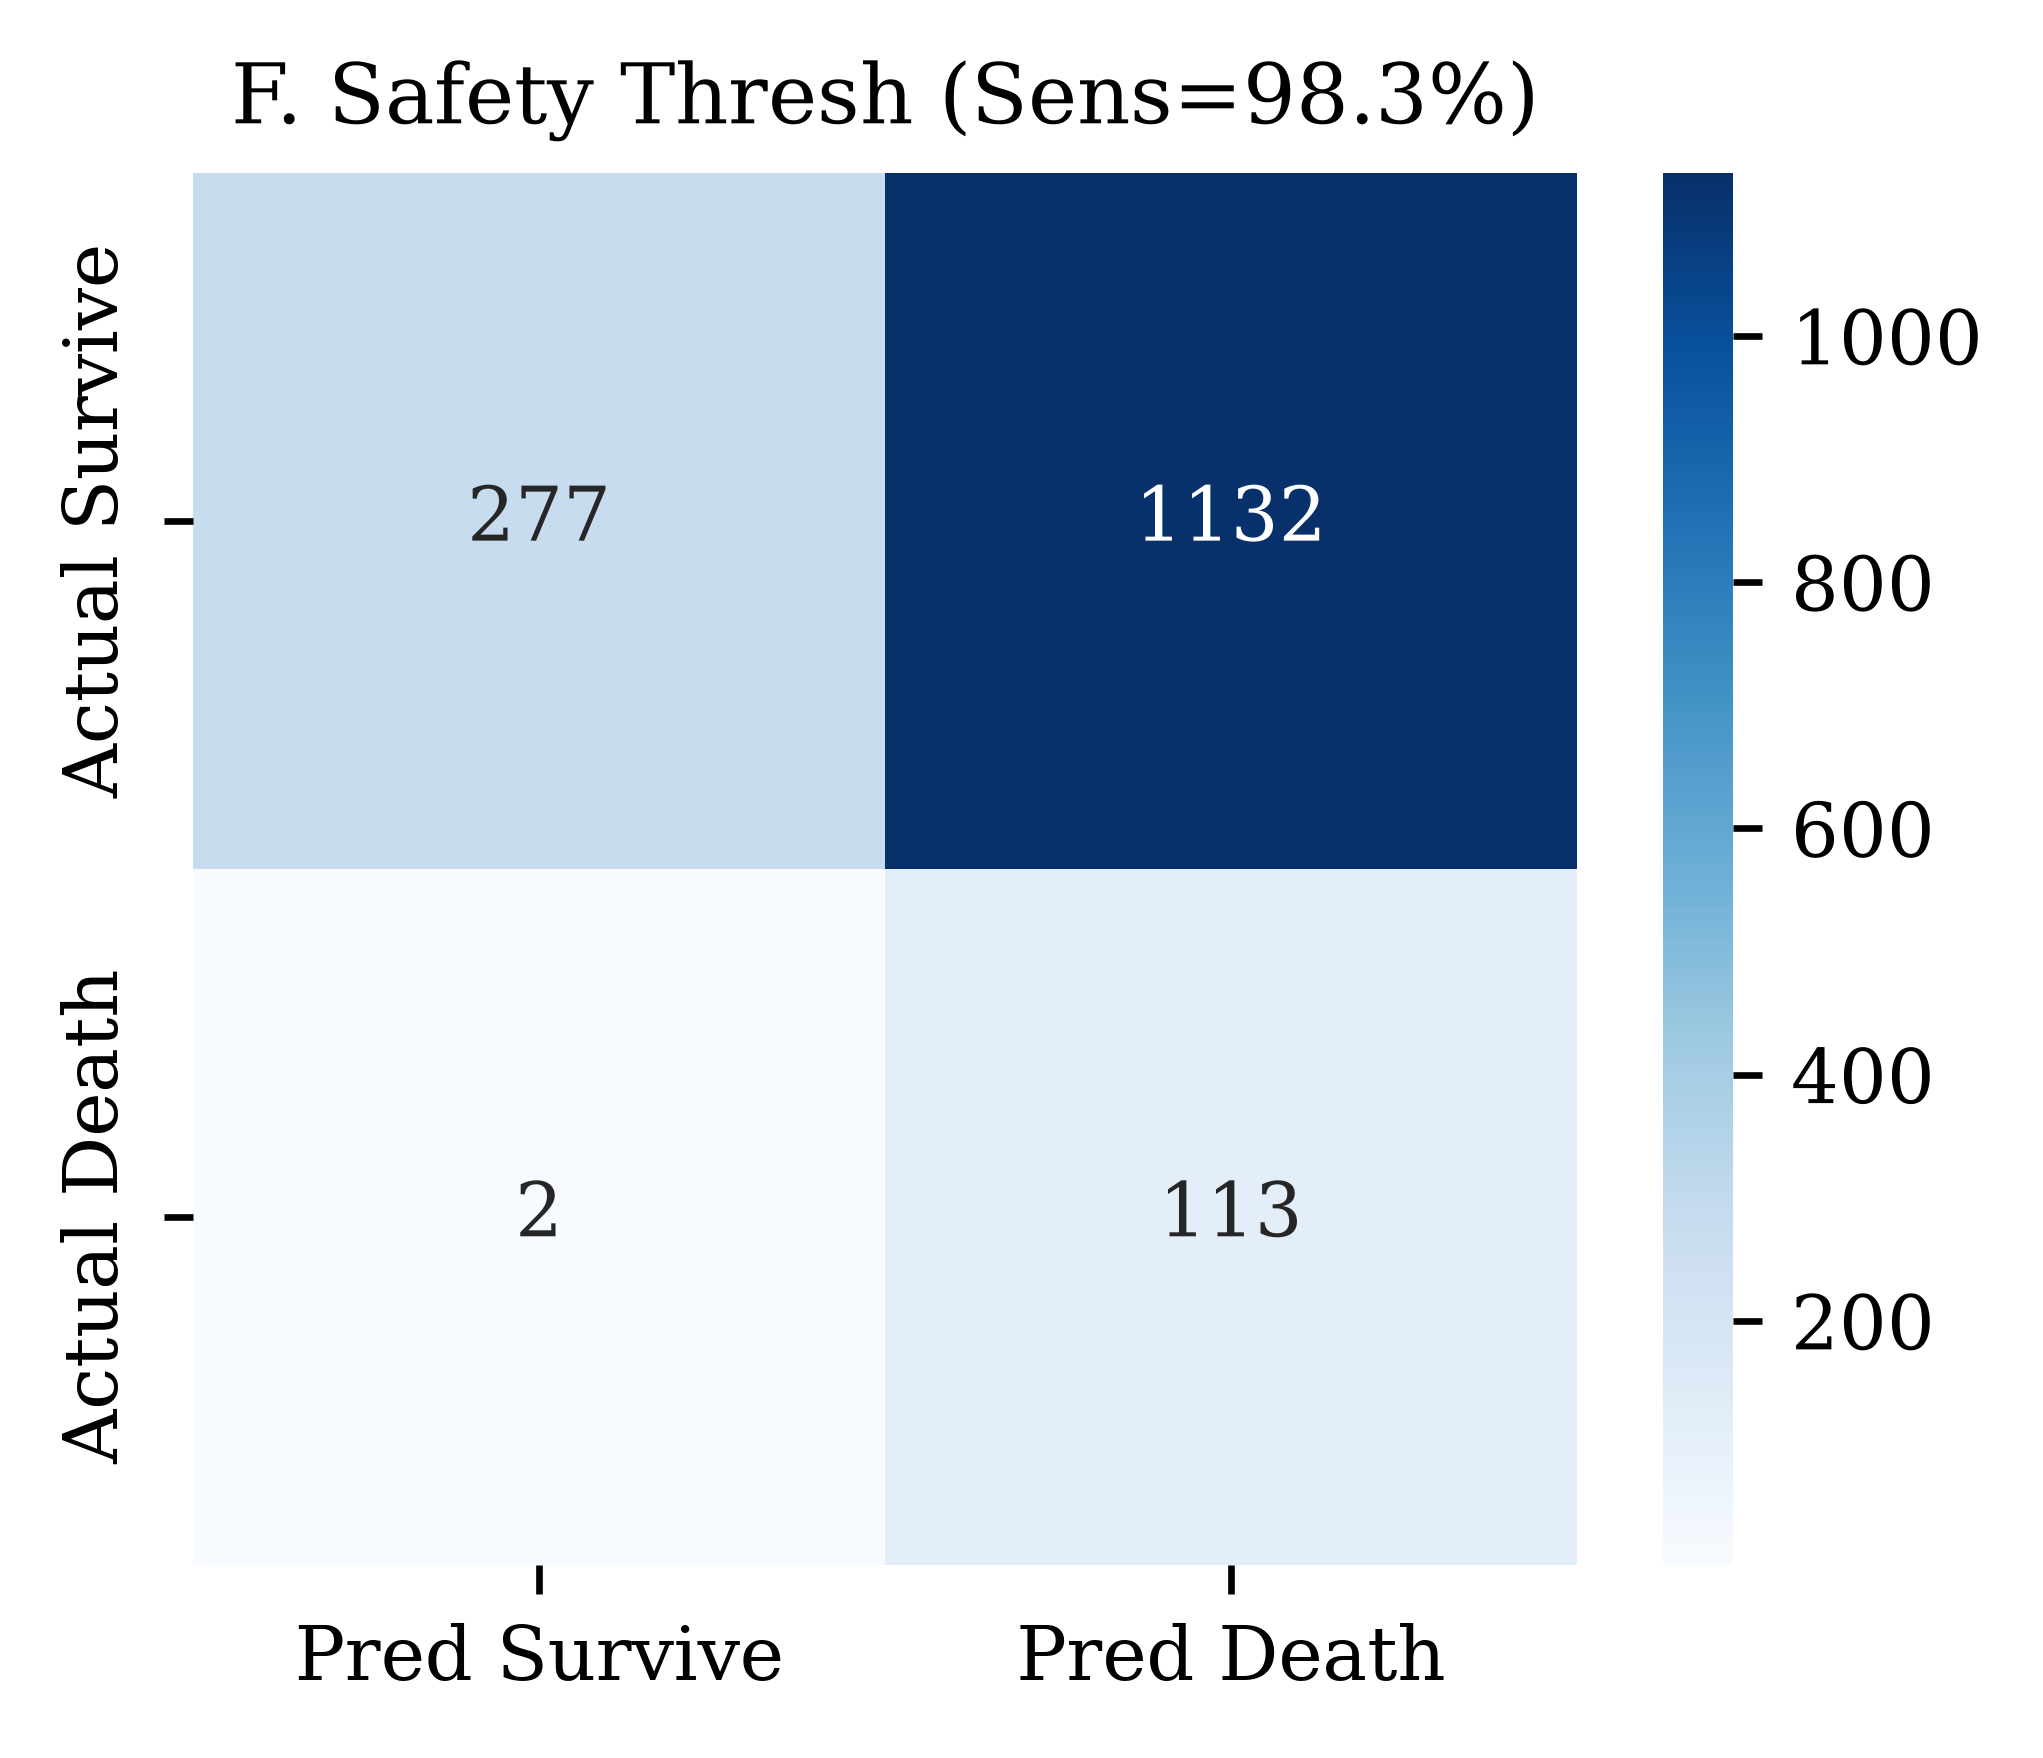 F. Safety Thresh (Sens=98.3%)
Actual Survive
277
1132
Actual Death
2
113
Pred Survive
Pred Death
1000
800
600
400
200